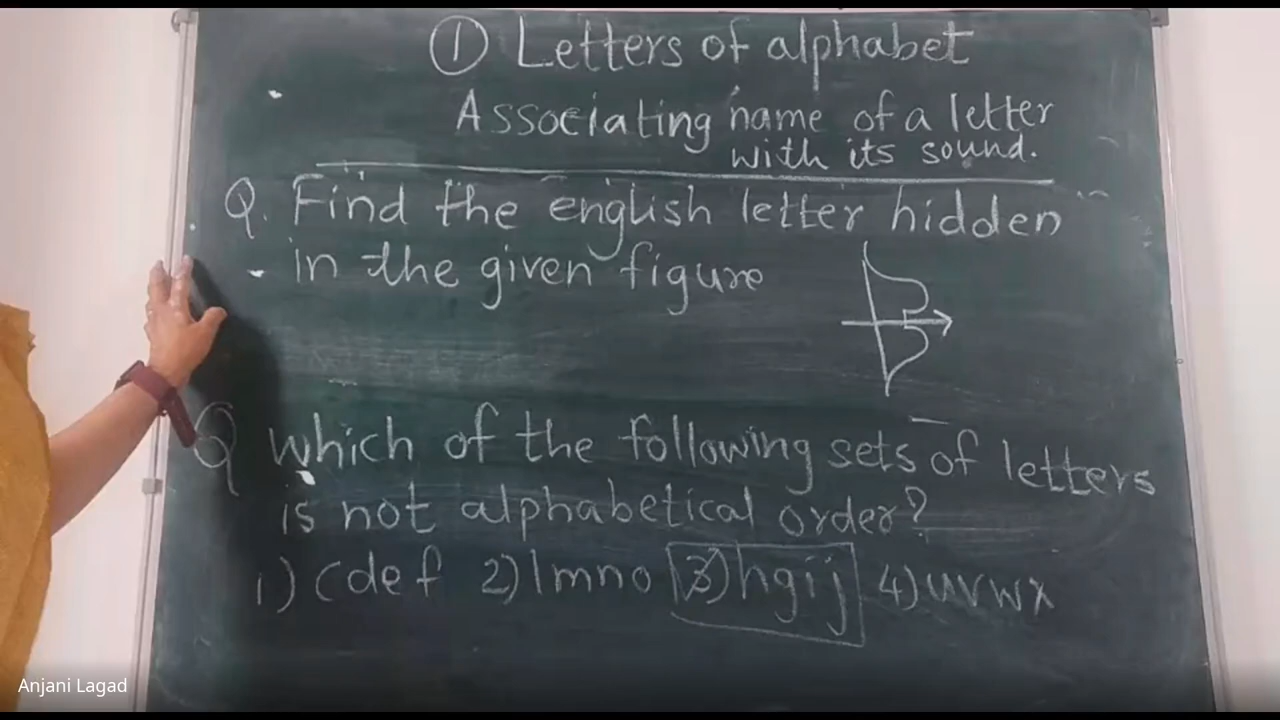 ① Letters of alphabet
Associating name of a letter
with its sound.
Q. Find the english letter hidden
in the given figure
Q which of the following sets of letters
is not alphabetical order?
1) cdef 2) lmno 3) hgij 4) uvwx
Anjani Lagad